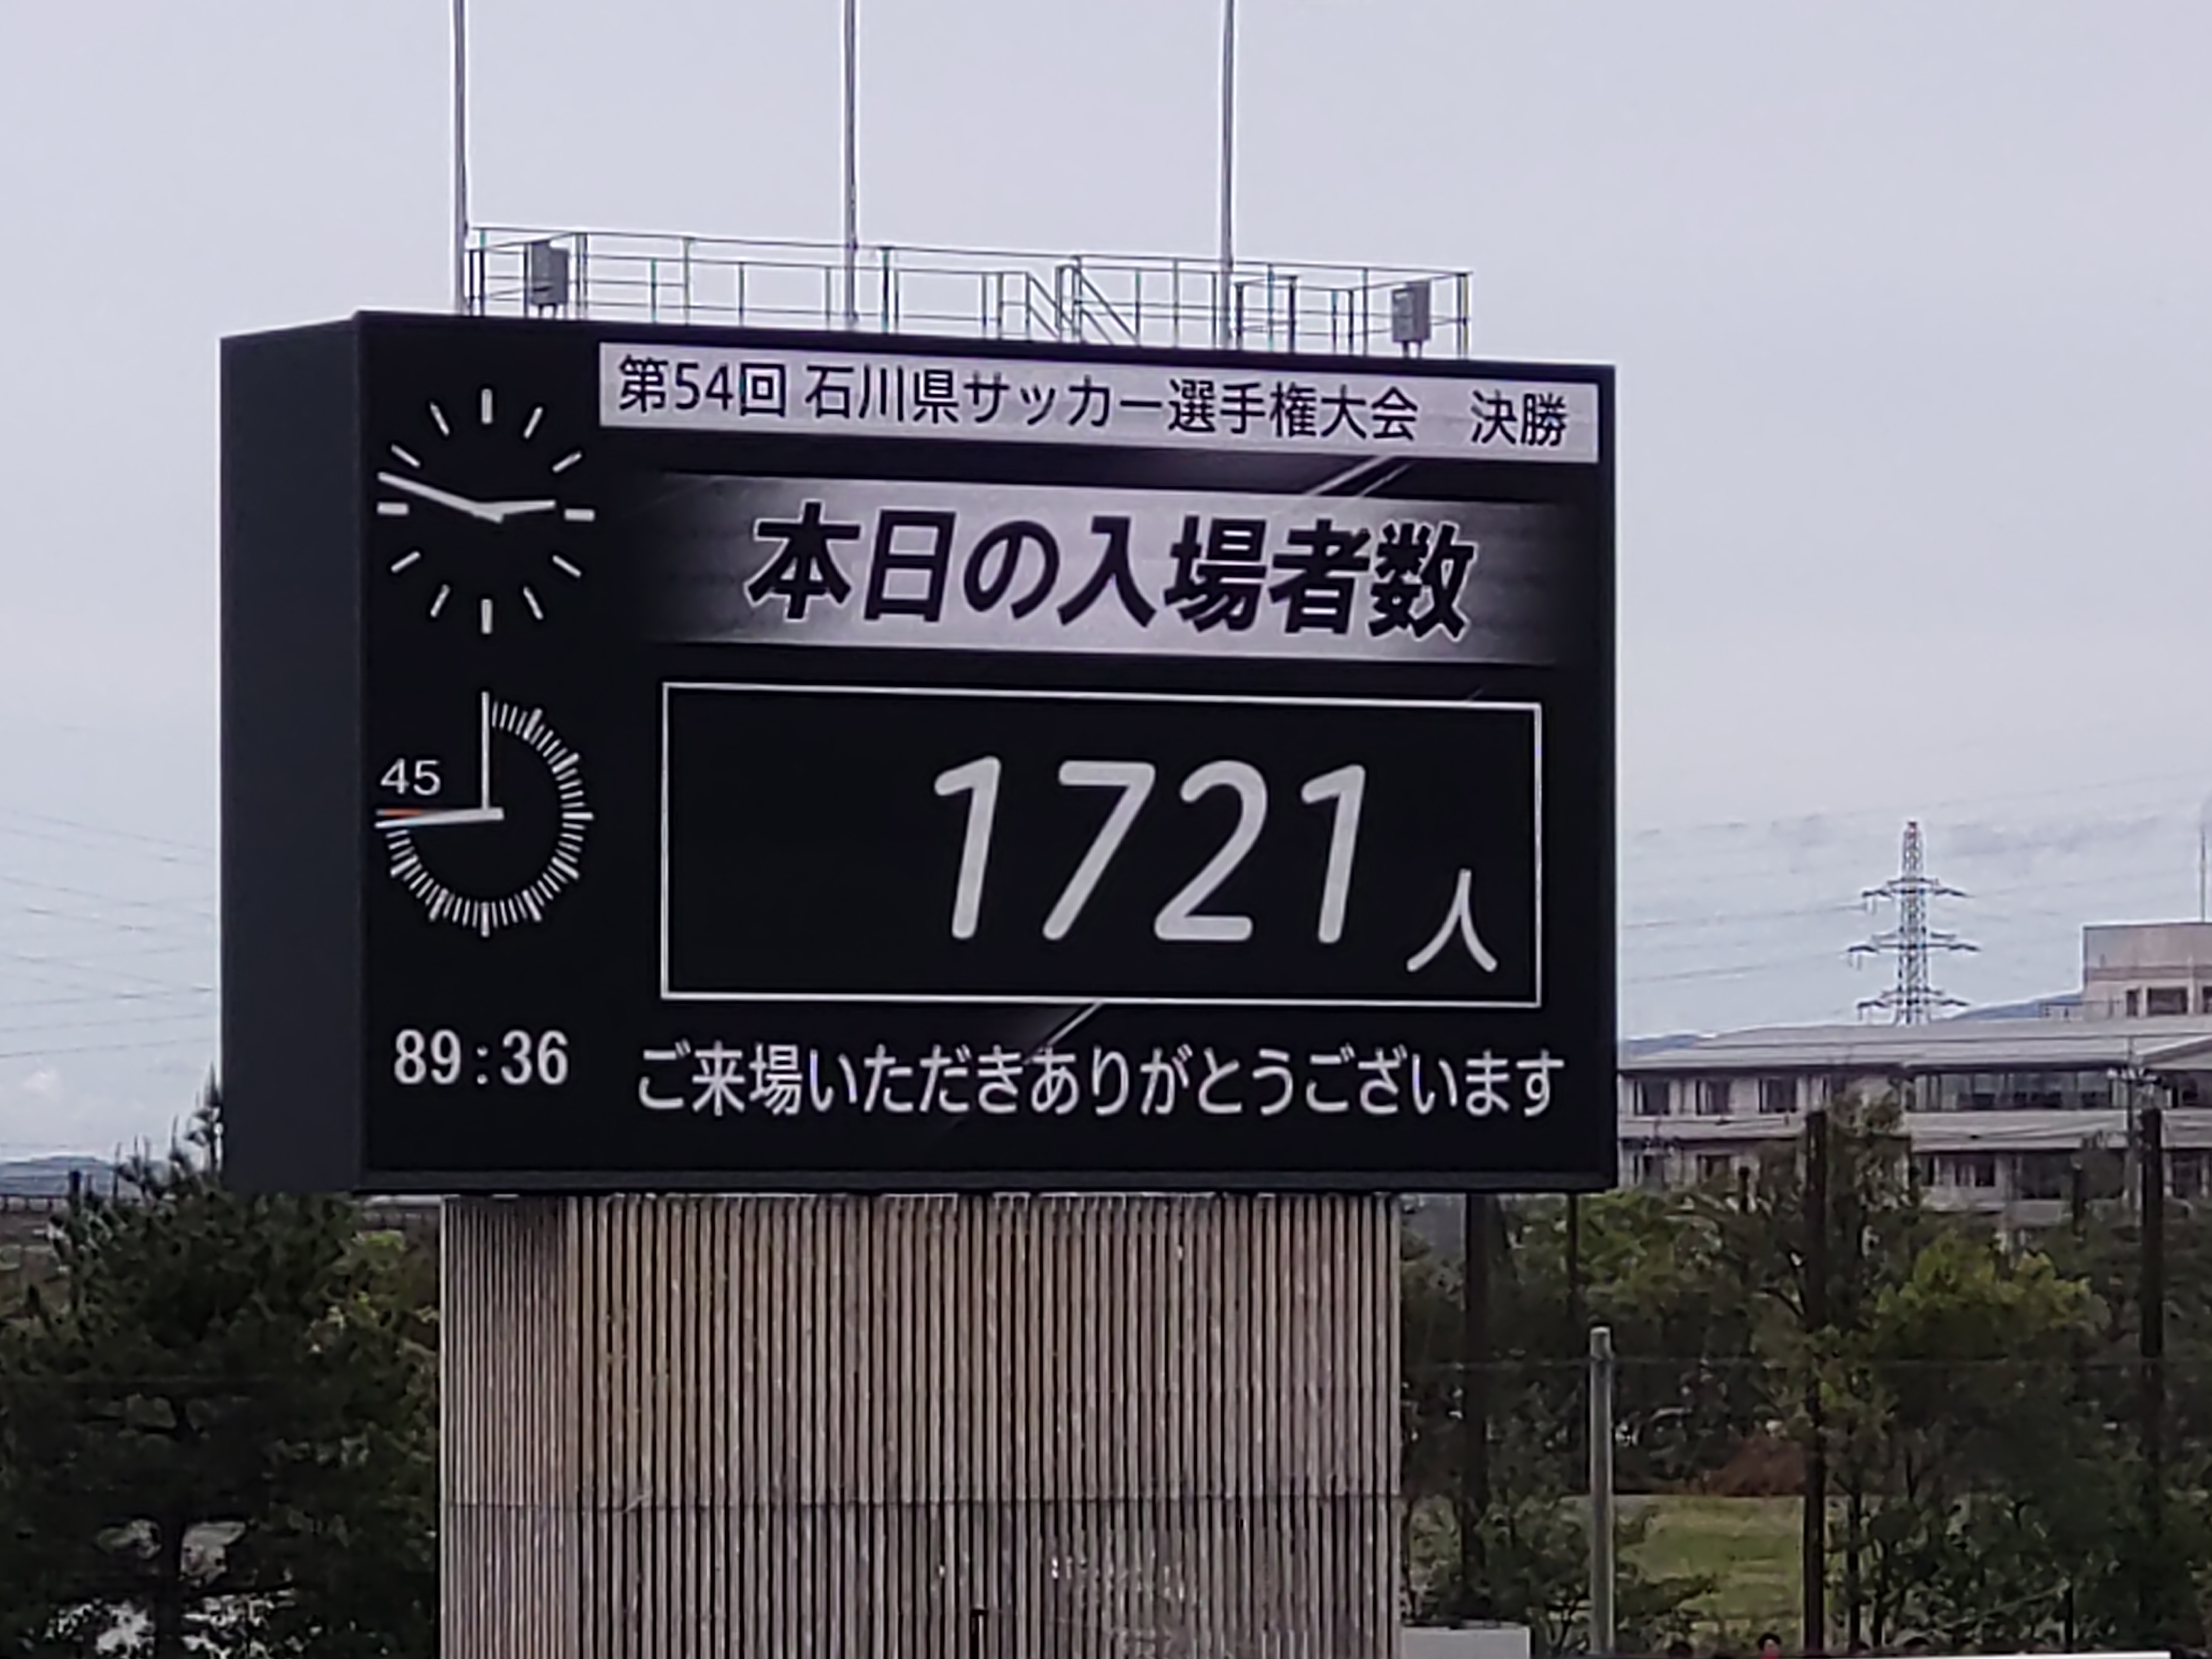 第54回 石川県サッカー選手権大会　決勝
本日の入場者数
45
1721人
89:36
ご来場いただきありがとうございます